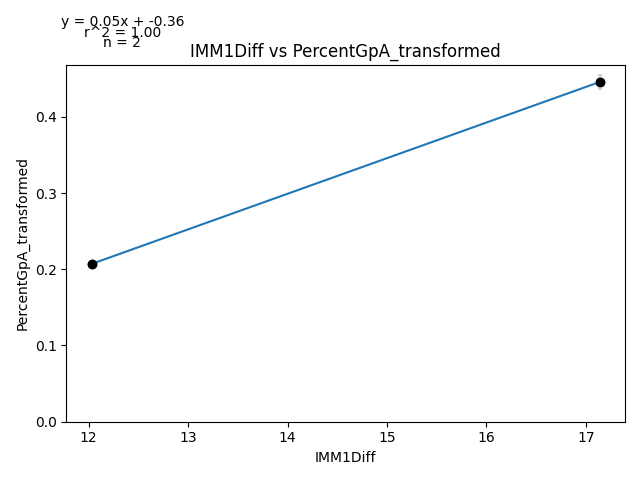 y = 0.05x + -0.36
r^2 = 1.00
n = 2
IMM1Diff vs PercentGpA_transformed
PercentGpA_transformed
0.4
0.3
0.2
0.1
0.0
12 13 14 15 16 17
IMM1Diff